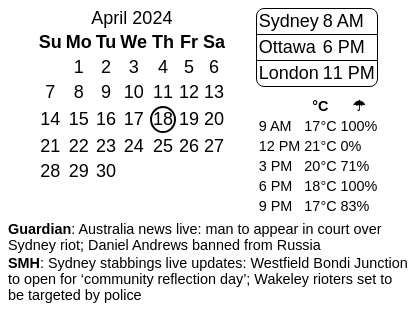 April 2024
Su Mo Tu We Th Fr Sa
1 2 3 4 5 6
7 8 9 10 11 12 13
14 15 16 17 18 19 20
21 22 23 24 25 26 27
28 29 30
Sydney 8 AM
Ottawa 6 PM
London 11 PM
°C ☂
9 AM 17°C 100%
12 PM 21°C 0%
3 PM 20°C 71%
6 PM 18°C 100%
9 PM 17°C 83%
Guardian: Australia news live: man to appear in court over
Sydney riot; Daniel Andrews banned from Russia
SMH: Sydney stabbings live updates: Westfield Bondi Junction
to open for ‘community reflection day’; Wakeley rioters set to
be targeted by police